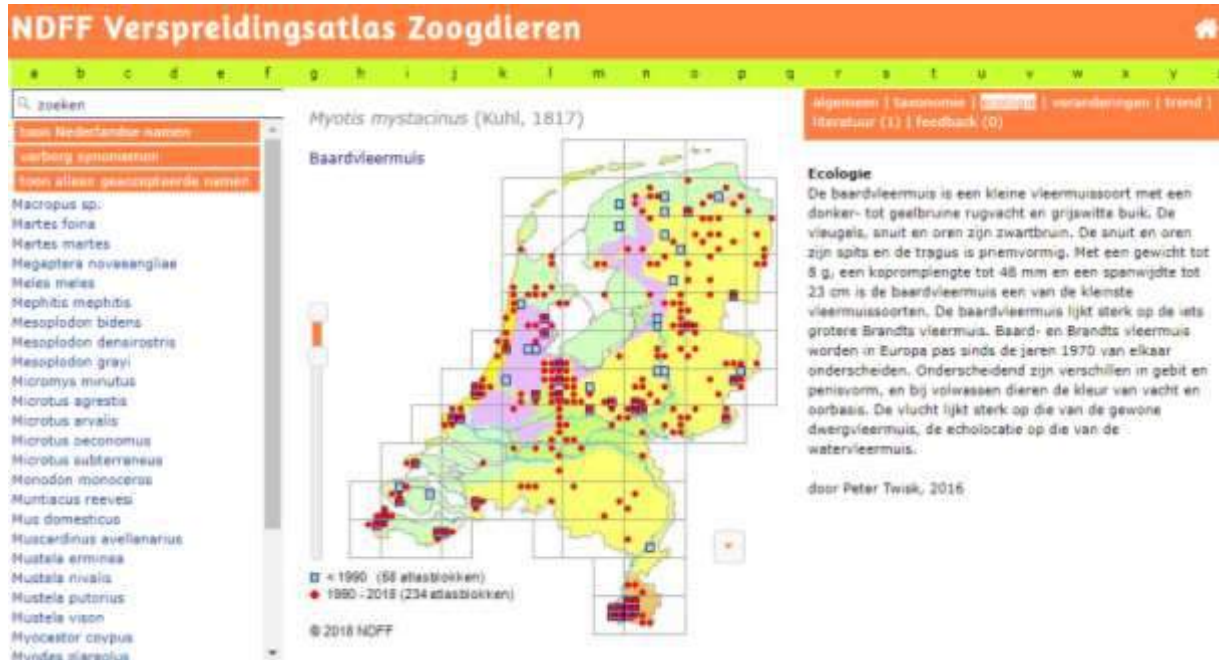 NDFF Verspreidingsatlas Zoogdieren
a b c d e f g h i j k l m n o p q r s t u v w x y
zoeken
toon Nederlandse namen
verberg synoniemen
toon alleen geaccepteerde namen
Macropus sp.
Martes foina
Martes martes
Megaptera novaeangliae
Meles meles
Mephitis mephitis
Mesoplodon bidens
Mesoplodon densirostris
Mesoplodon grayi
Micromys minutus
Microtus agrestis
Microtus arvalis
Microtus oeconomus
Microtus subterraneus
Monodon monoceros
Muntiacus reevesi
Mus domesticus
Muscardinus avellanarius
Mustela erminea
Mustela nivalis
Mustela putorius
Mustela vison
Myocastor coypus
Myodes glareolus
Myotis mystacinus (Kuhl, 1817)
Baardvleermuis
< 1990 (68 atlasblokken)
1990 - 2018 (234 atlasblokken)
© 2018 NDFF
algemeen | taxonomie | ecologie | veranderingen | trend |
literatuur (1) | feedback (0)
Ecologie
De baardvleermuis is een kleine vleermuissoort met een
donker- tot geelbruine rugvacht en grijswitte buik. De
vleugels, snuit en oren zijn zwartbruin. De snuit en oren
zijn spits en de tragus is priemvormig. Met een gewicht tot
8 g, een kopromplengte tot 48 mm en een spanwijdte tot
23 cm is de baardvleermuis een van de kleinste
vleermuissoorten. De baardvleermuis lijkt sterk op de iets
grotere Brandts vleermuis. Baard- en Brandts vleermuis
worden in Europa pas sinds de jaren 1970 van elkaar
onderscheiden. Onderscheidend zijn verschillen in gebit en
penisvorm, en bij volwassen dieren de kleur van vacht en
oorbasis. De vlucht lijkt sterk op die van de gewone
dwergvleermuis, de echolocatie op die van de
watervleermuis.
door Peter Twisk, 2016